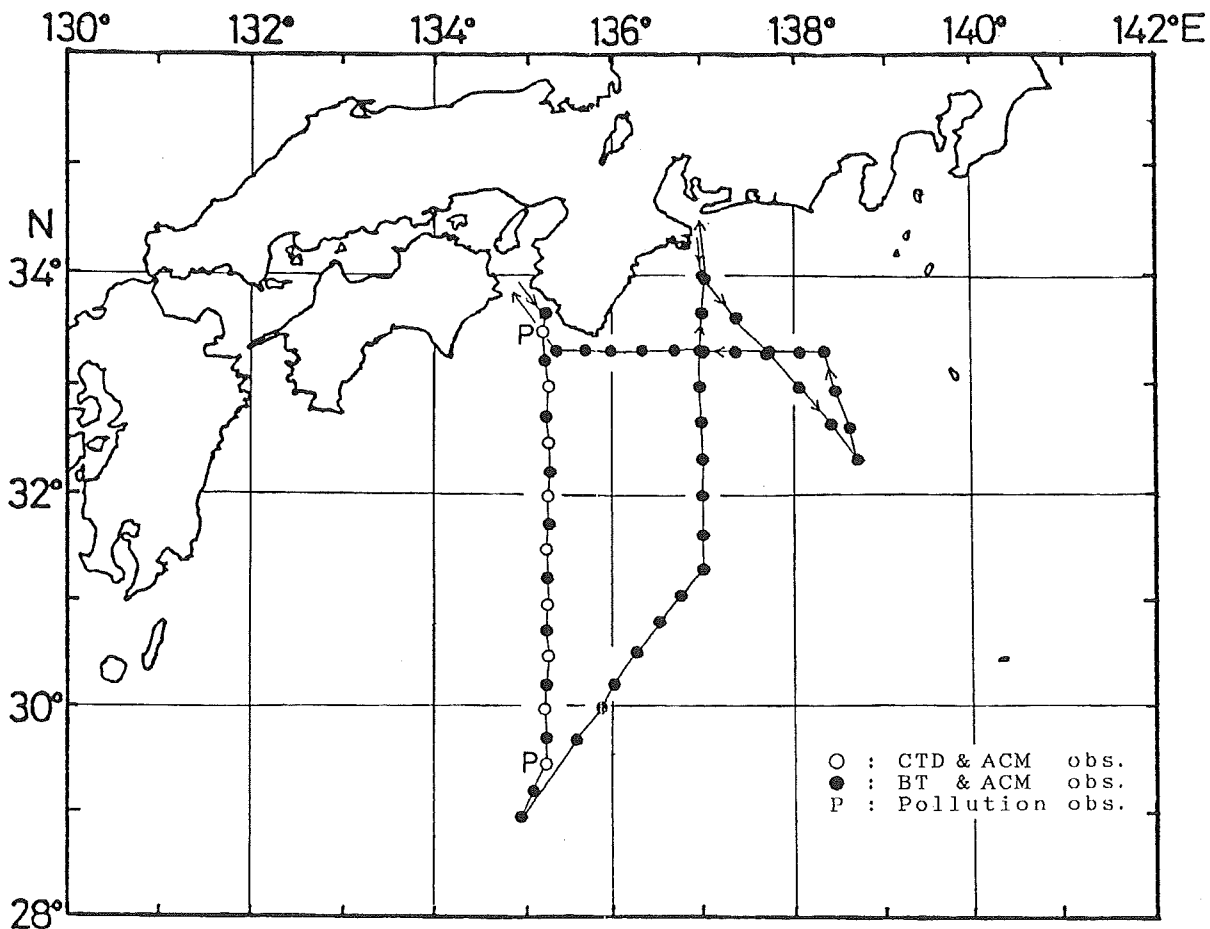 130° 132° 134° 136° 138° 140° 142°E
N
34°
P
32°
30°
P
○ : CTD & ACM obs.
● : BT & ACM obs.
P : Pollution obs.
28°